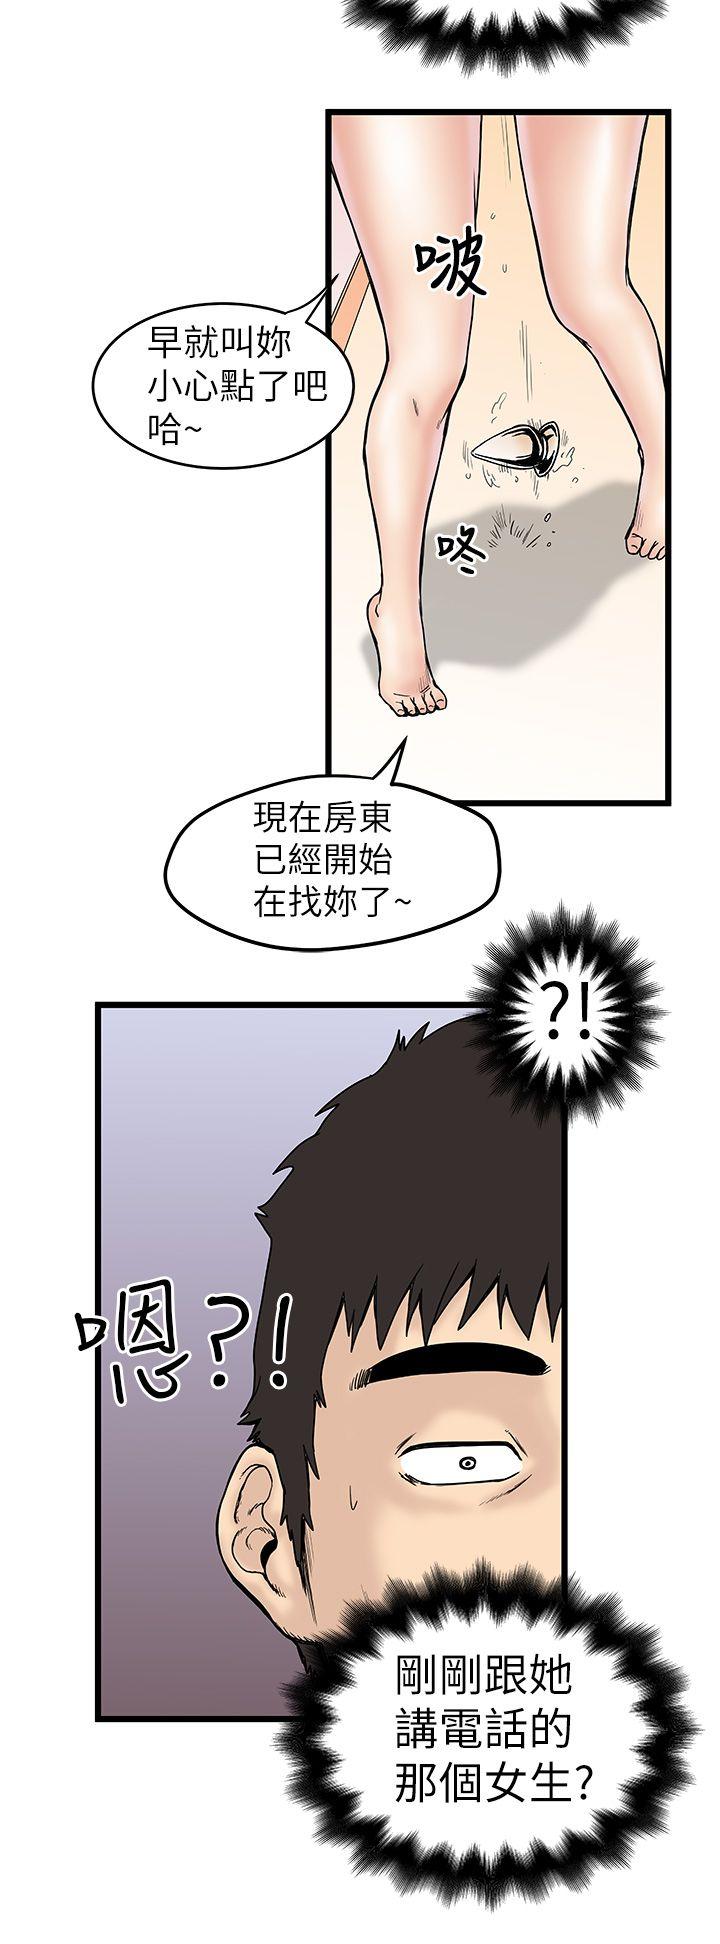 啵
早就叫妳
小心點了吧
哈~
咚
現在房東
已經開始
在找妳了~
?!
嗯?!
剛剛跟她
講電話的
那個女生?